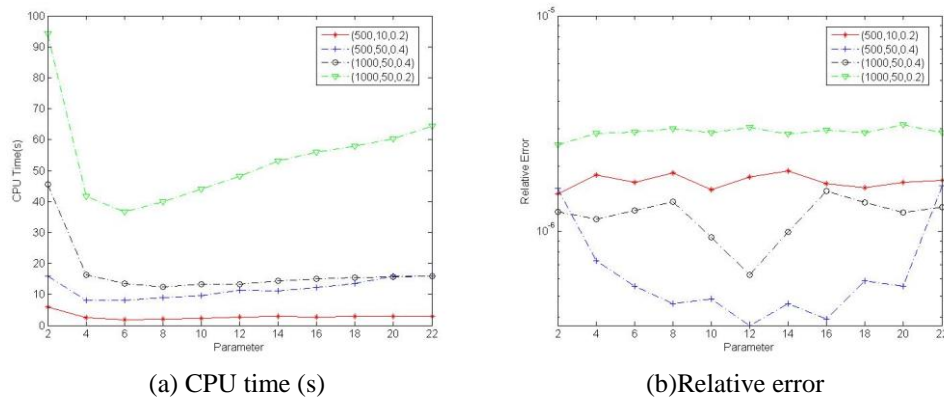 100
90
80
70
60
50
40
30
20
10
0
CPU Time(s)
2 4 6 8 10 12 14 16 18 20 22
Parameter
(500,10,0.2)
(500,50,0.4)
(1000,50,0.4)
(1000,50,0.2)
(a) CPU time (s)
10-5
10-6
Relative Error
2 4 6 8 10 12 14 16 18 20 22
Parameter
(500,10,0.2)
(500,50,0.4)
(1000,50,0.4)
(1000,50,0.2)
(b)Relative error